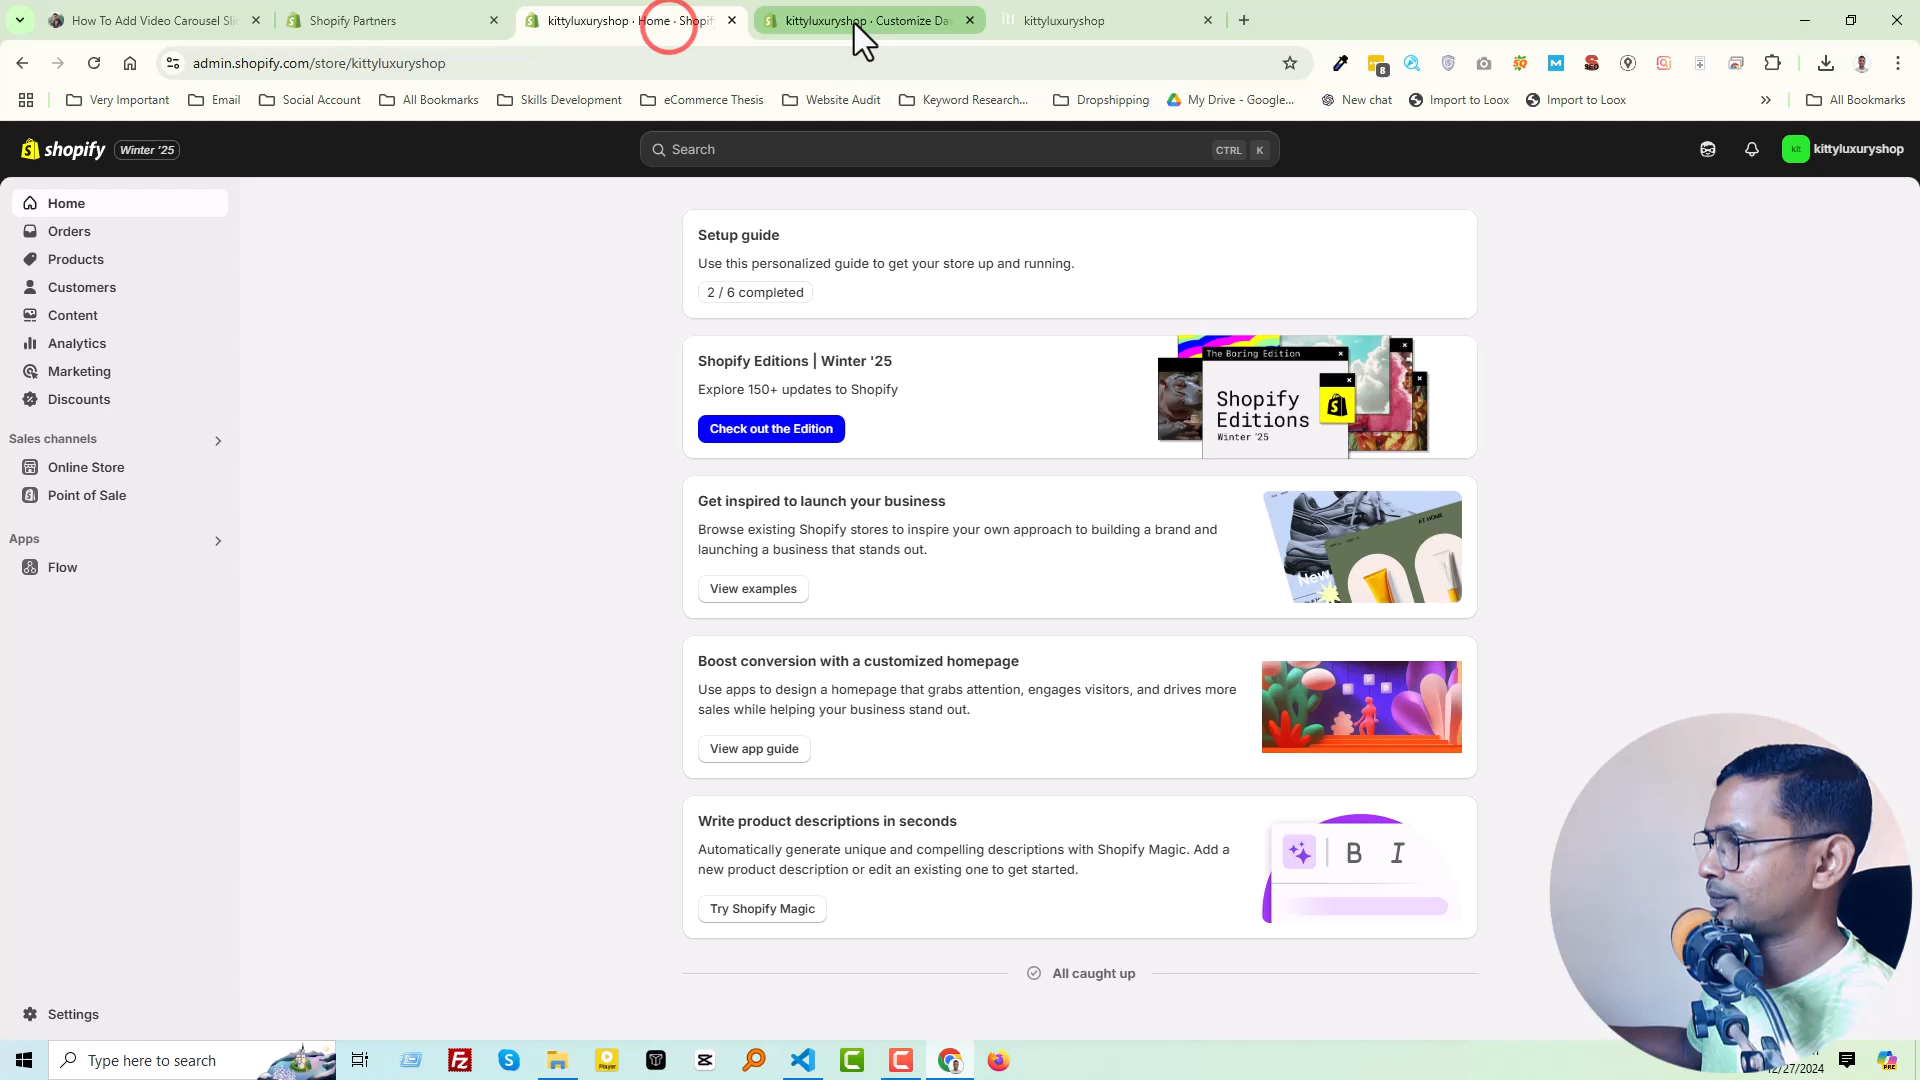 How To Add Video Carousel Sli
Shopify Partners
kittyluxuryshop · Home · Shopif
kittyluxuryshop · Customize Da
kittyluxuryshop
admin.shopify.com/store/kittyluxuryshop
8
Very Important
Email
Social Account
All Bookmarks
Skills Development
eCommerce Thesis
Website Audit
Keyword Research...
Dropshipping
My Drive - Google...
New chat
Import to Loox
Import to Loox
All Bookmarks
shopify
Winter '25
Search
CTRL
K
kit
kittyluxuryshop
Home
Orders
Products
Customers
Content
Analytics
Marketing
Discounts
Sales channels
Online Store
Point of Sale
Apps
Flow
Settings
Setup guide
Use this personalized guide to get your store up and running.
2 / 6 completed
Shopify Editions | Winter '25
Explore 150+ updates to Shopify
Check out the Edition
The Boring Edition
Shopify
Editions
Winter '25
Get inspired to launch your business
Browse existing Shopify stores to inspire your own approach to building a brand and
launching a business that stands out.
View examples
AT HOME
New
Boost conversion with a customized homepage
Use apps to design a homepage that grabs attention, engages visitors, and drives more
sales while helping your business stand out.
View app guide
Write product descriptions in seconds
Automatically generate unique and compelling descriptions with Shopify Magic. Add a
new product description or edit an existing one to get started.
Try Shopify Magic
B I
All caught up
Type here to search
12/27/2024